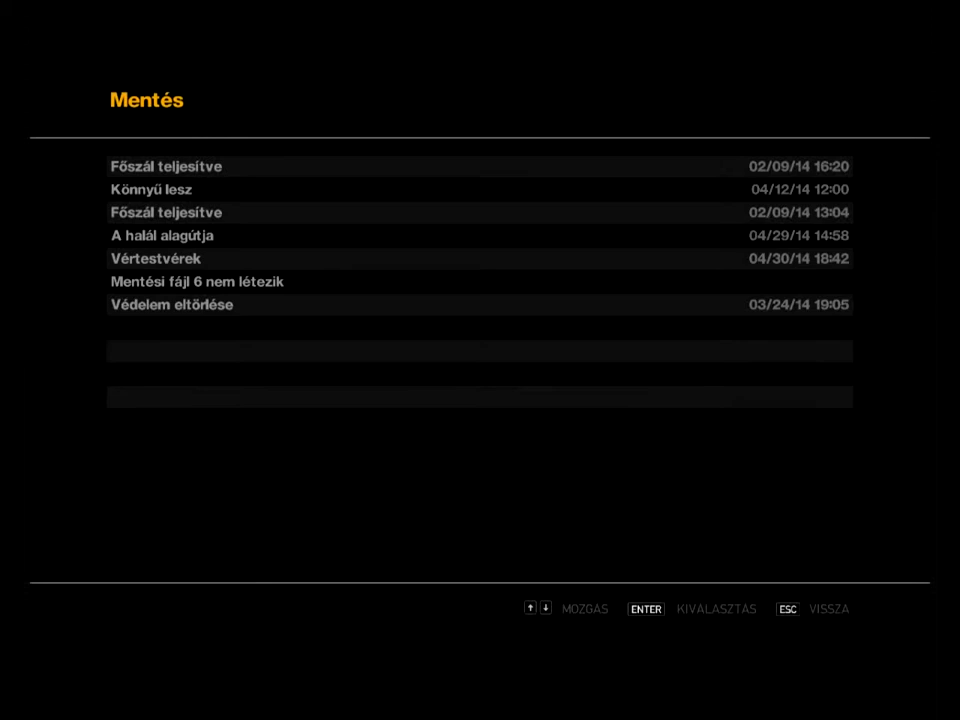 Mentés
Főszál teljesítve 02/09/14 16:20
Könnyű lesz 04/12/14 12:00
Főszál teljesítve 02/09/14 13:04
A halál alagútja 04/29/14 14:58
Vértestvérek 04/30/14 18:42
Mentési fájl 6 nem létezik
Védelem eltörlése 03/24/14 19:05
↑ ↓ MOZGÁS ENTER KIVÁLASZTÁS ESC VISSZA